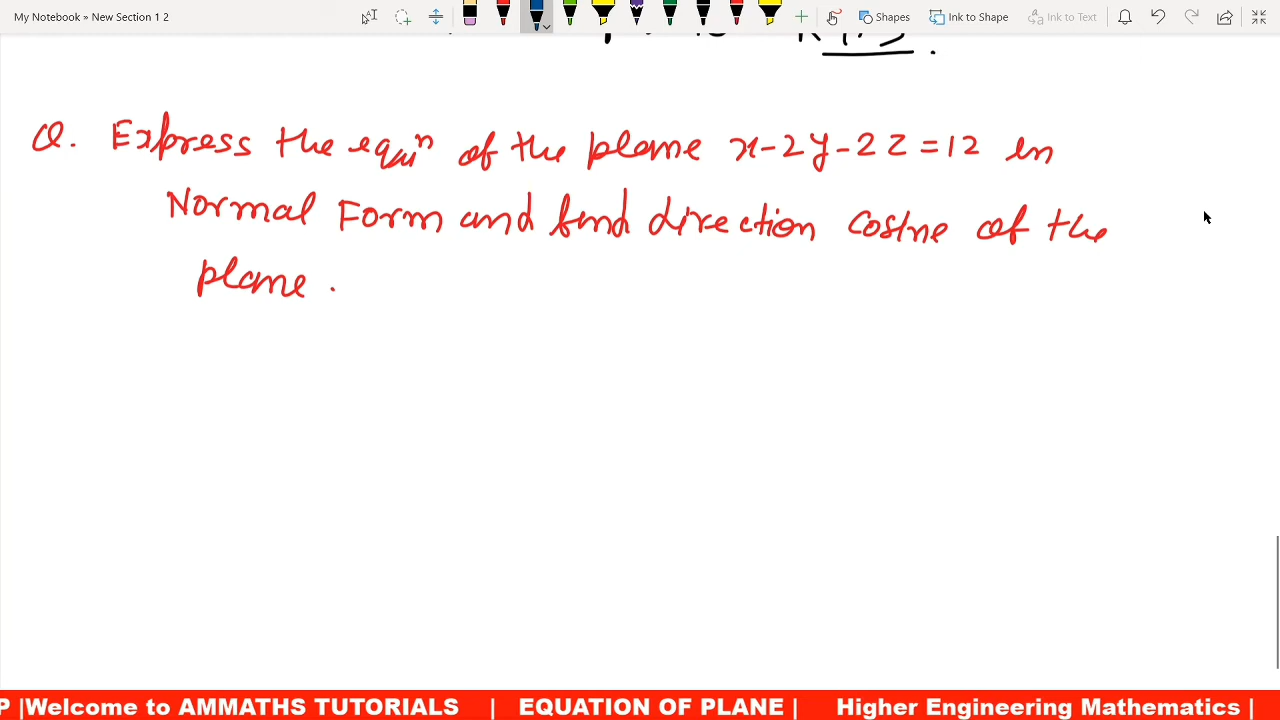 My Notebook » New Section 1 2
Shapes
Ink to Shape
Ink to Text
Q. Express the equⁿ of the plane x-2y-2z=12 in
Normal Form and find direction cosine of the
plane.
P |Welcome to AMMATHS TUTORIALS | EQUATION OF PLANE | Higher Engineering Mathematics |